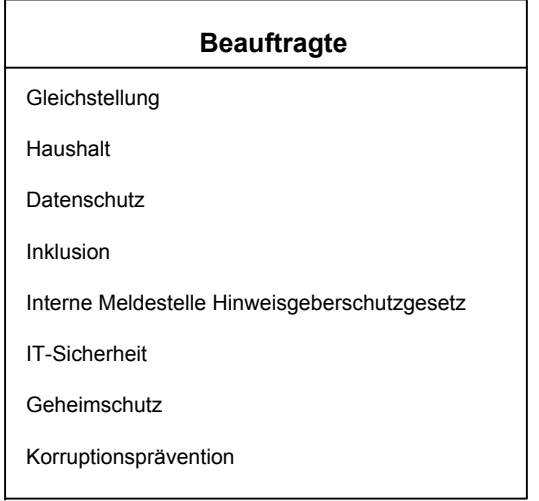 Beauftragte
Gleichstellung
Haushalt
Datenschutz
Inklusion
Interne Meldestelle Hinweisgeberschutzgesetz
IT-Sicherheit
Geheimschutz
Korruptionsprävention